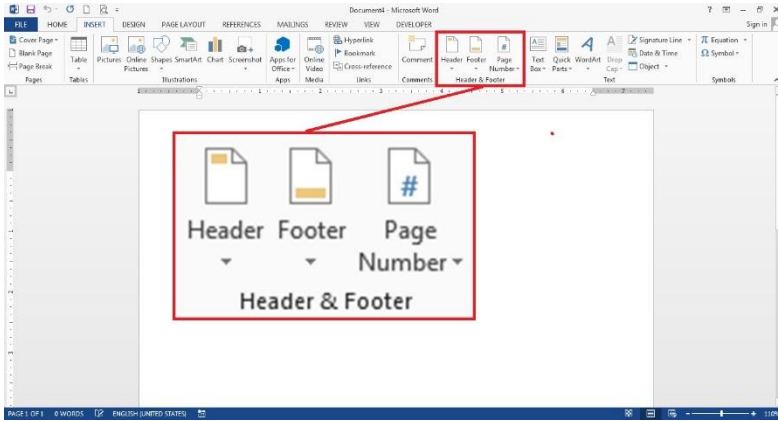 Document4 - Microsoft Word
Sign in
FILE HOME INSERT DESIGN PAGE LAYOUT REFERENCES MAILINGS REVIEW VIEW DEVELOPER
Cover Page
Blank Page
Page Break
Pages
Table
Tables
Pictures Online Pictures Shapes SmartArt Chart Screenshot
Illustrations
Apps for Office
Apps
Online Video
Media
Hyperlink
Bookmark
Cross-reference
Links
Comment
Comments
Header Footer Page Number
Header & Footer
Text Box Quick Parts WordArt Drop Cap
Signature Line
Date & Time
Object
Text
Equation
Symbol
Symbols
Header Footer Page
Number
Header & Footer
PAGE 1 OF 1 0 WORDS ENGLISH (UNITED STATES) 110%